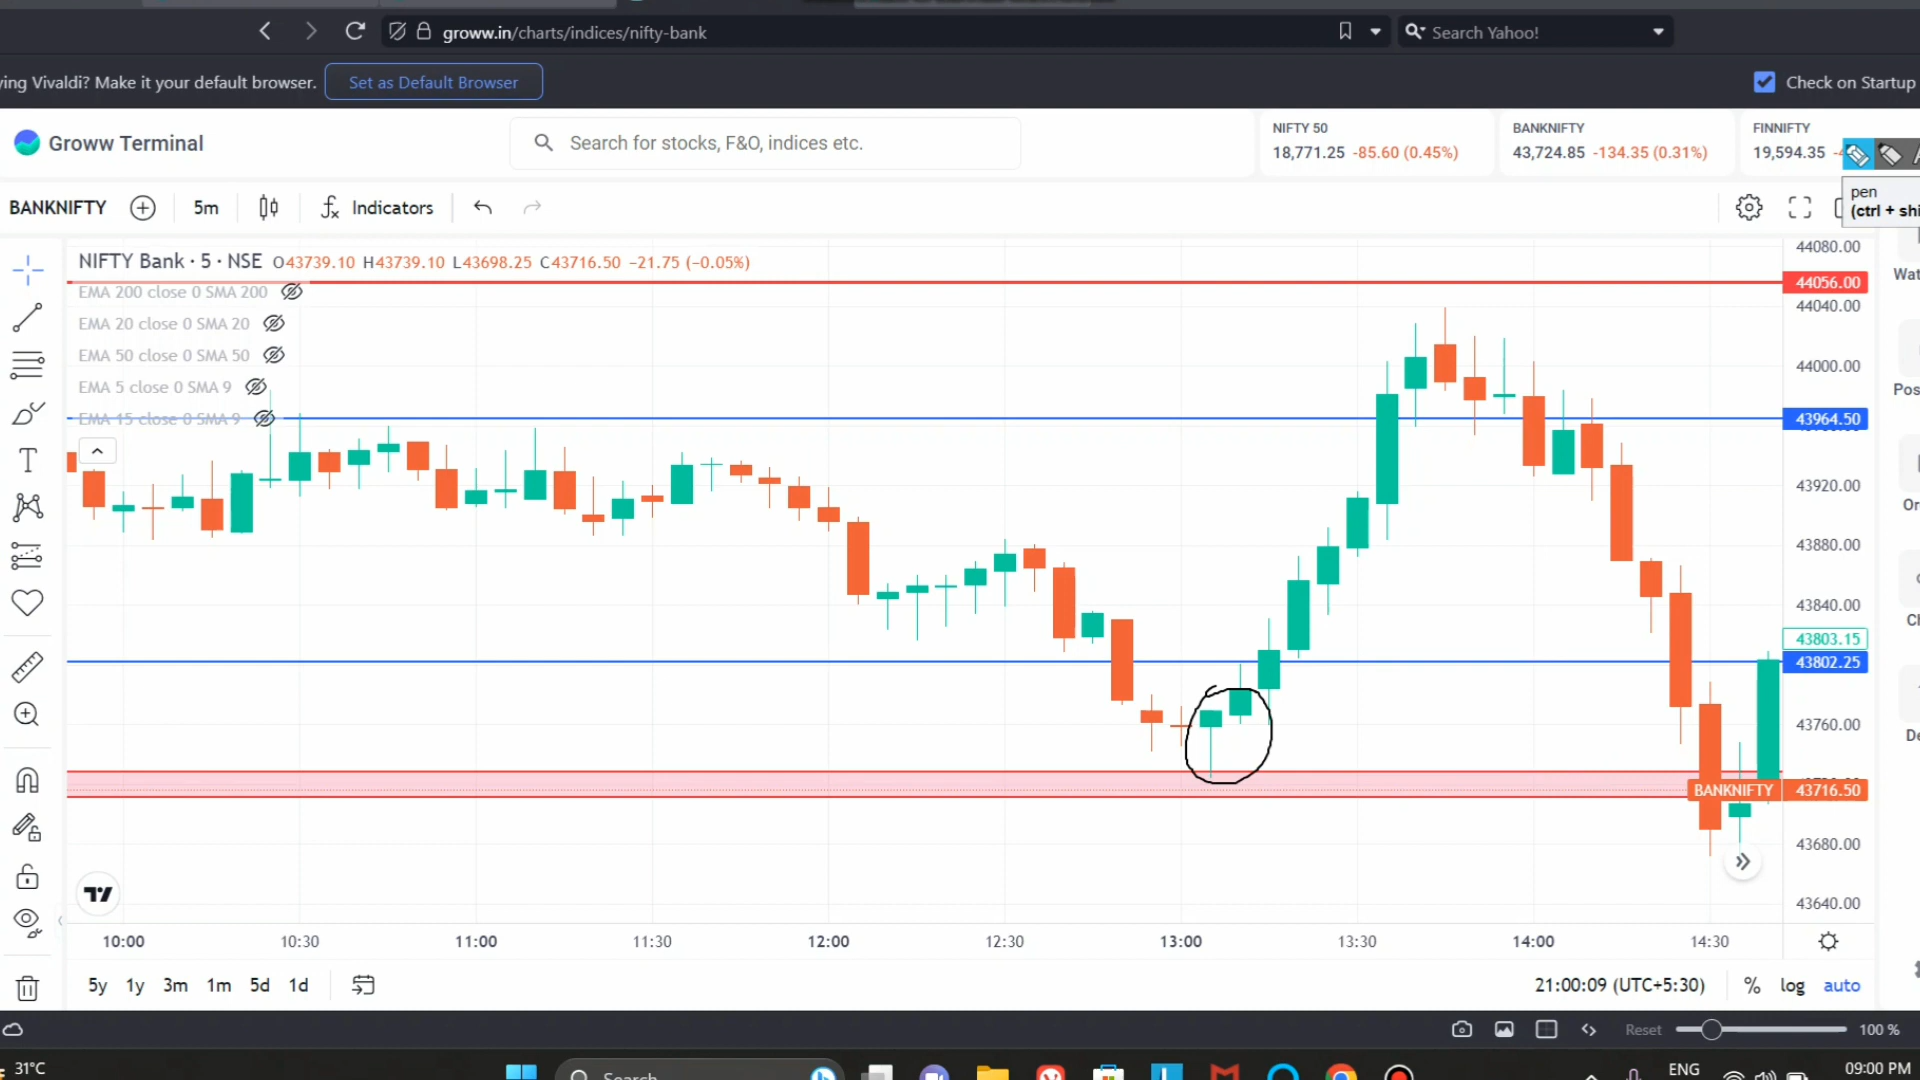 groww.in/charts/indices/nifty-bank
Search Yahoo!
ying Vivaldi? Make it your default browser.
Set as Default Browser
Check on Startup
Groww Terminal
Search for stocks, F&O, indices etc.
NIFTY 50
18,771.25 -85.60 (0.45%)
BANKNIFTY
43,724.85 -134.35 (0.31%)
FINNIFTY
19,594.35
pen
(ctrl + shi
BANKNIFTY
5m
Indicators
NIFTY Bank · 5 · NSE O43739.10 H43739.10 L43698.25 C43716.50 −21.75 (−0.05%)
EMA 200 close 0 SMA 200
EMA 20 close 0 SMA 20
EMA 50 close 0 SMA 50
EMA 5 close 0 SMA 9
EMA 15 close 0 SMA 9
44080.00
44056.00
44040.00
44000.00
43964.50
43920.00
43880.00
43840.00
43803.15
43802.25
43760.00
BANKNIFTY 43716.50
43680.00
43640.00
Wat
Pos
Or
Ch
De
10:00 10:30 11:00 11:30 12:00 12:30 13:00 13:30 14:00 14:30
5y 1y 3m 1m 5d 1d
21:00:09 (UTC+5:30) % log auto
Reset 100 %
31°C
Search
ENG
09:00 PM